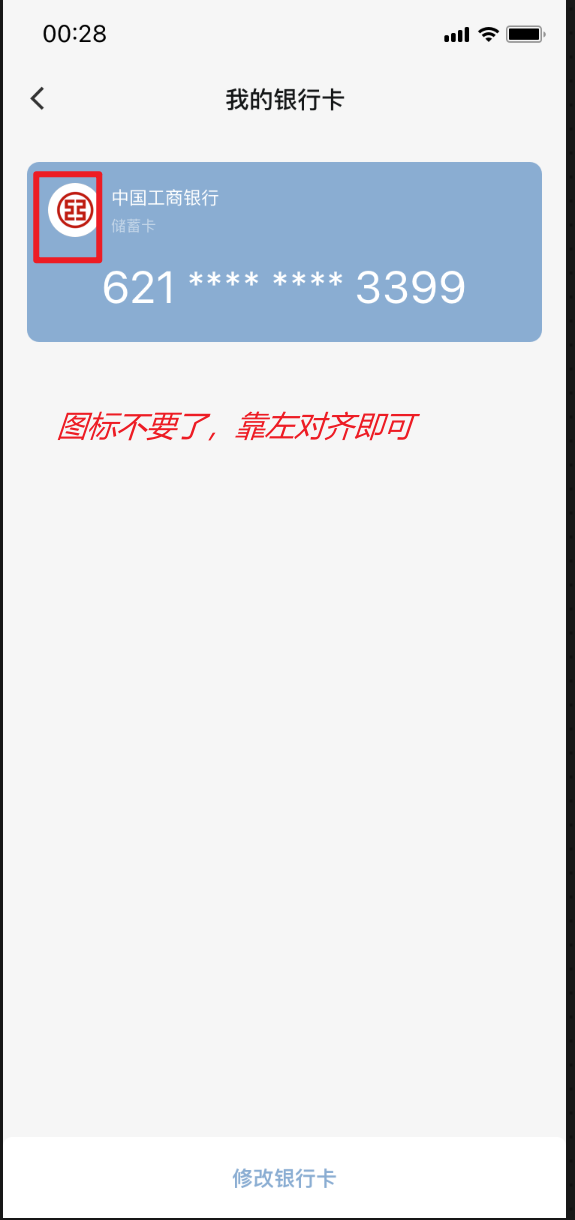 00:28
我的银行卡
中国工商银行
储蓄卡
621 **** **** 3399
图标不要了，靠左对齐即可
修改银行卡